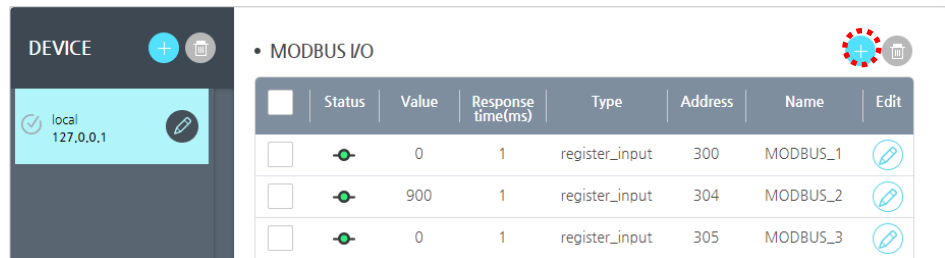 DEVICE
• MODBUS I/O
Status Value Response time(ms) Type Address Name Edit
local
127.0.0.1
0 1 register_input 300 MODBUS_1
900 1 register_input 304 MODBUS_2
0 1 register_input 305 MODBUS_3